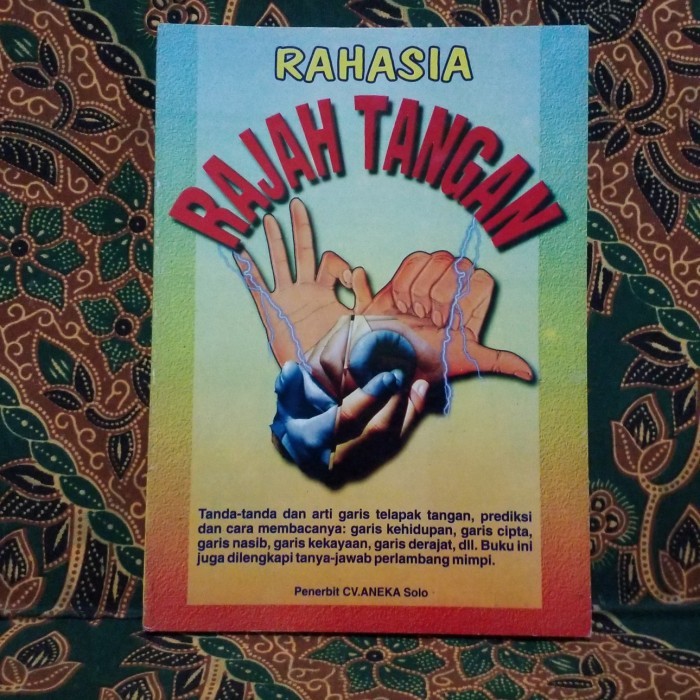 RAHASIA
RAJAH TANGAN
Tanda-tanda dan arti garis telapak tangan, prediksi
dan cara membacanya: garis kehidupan, garis cipta,
garis nasib, garis kekayaan, garis derajat, dll. Buku ini
juga dilengkapi tanya-jawab perlambang mimpi.
Penerbit CV.ANEKA Solo